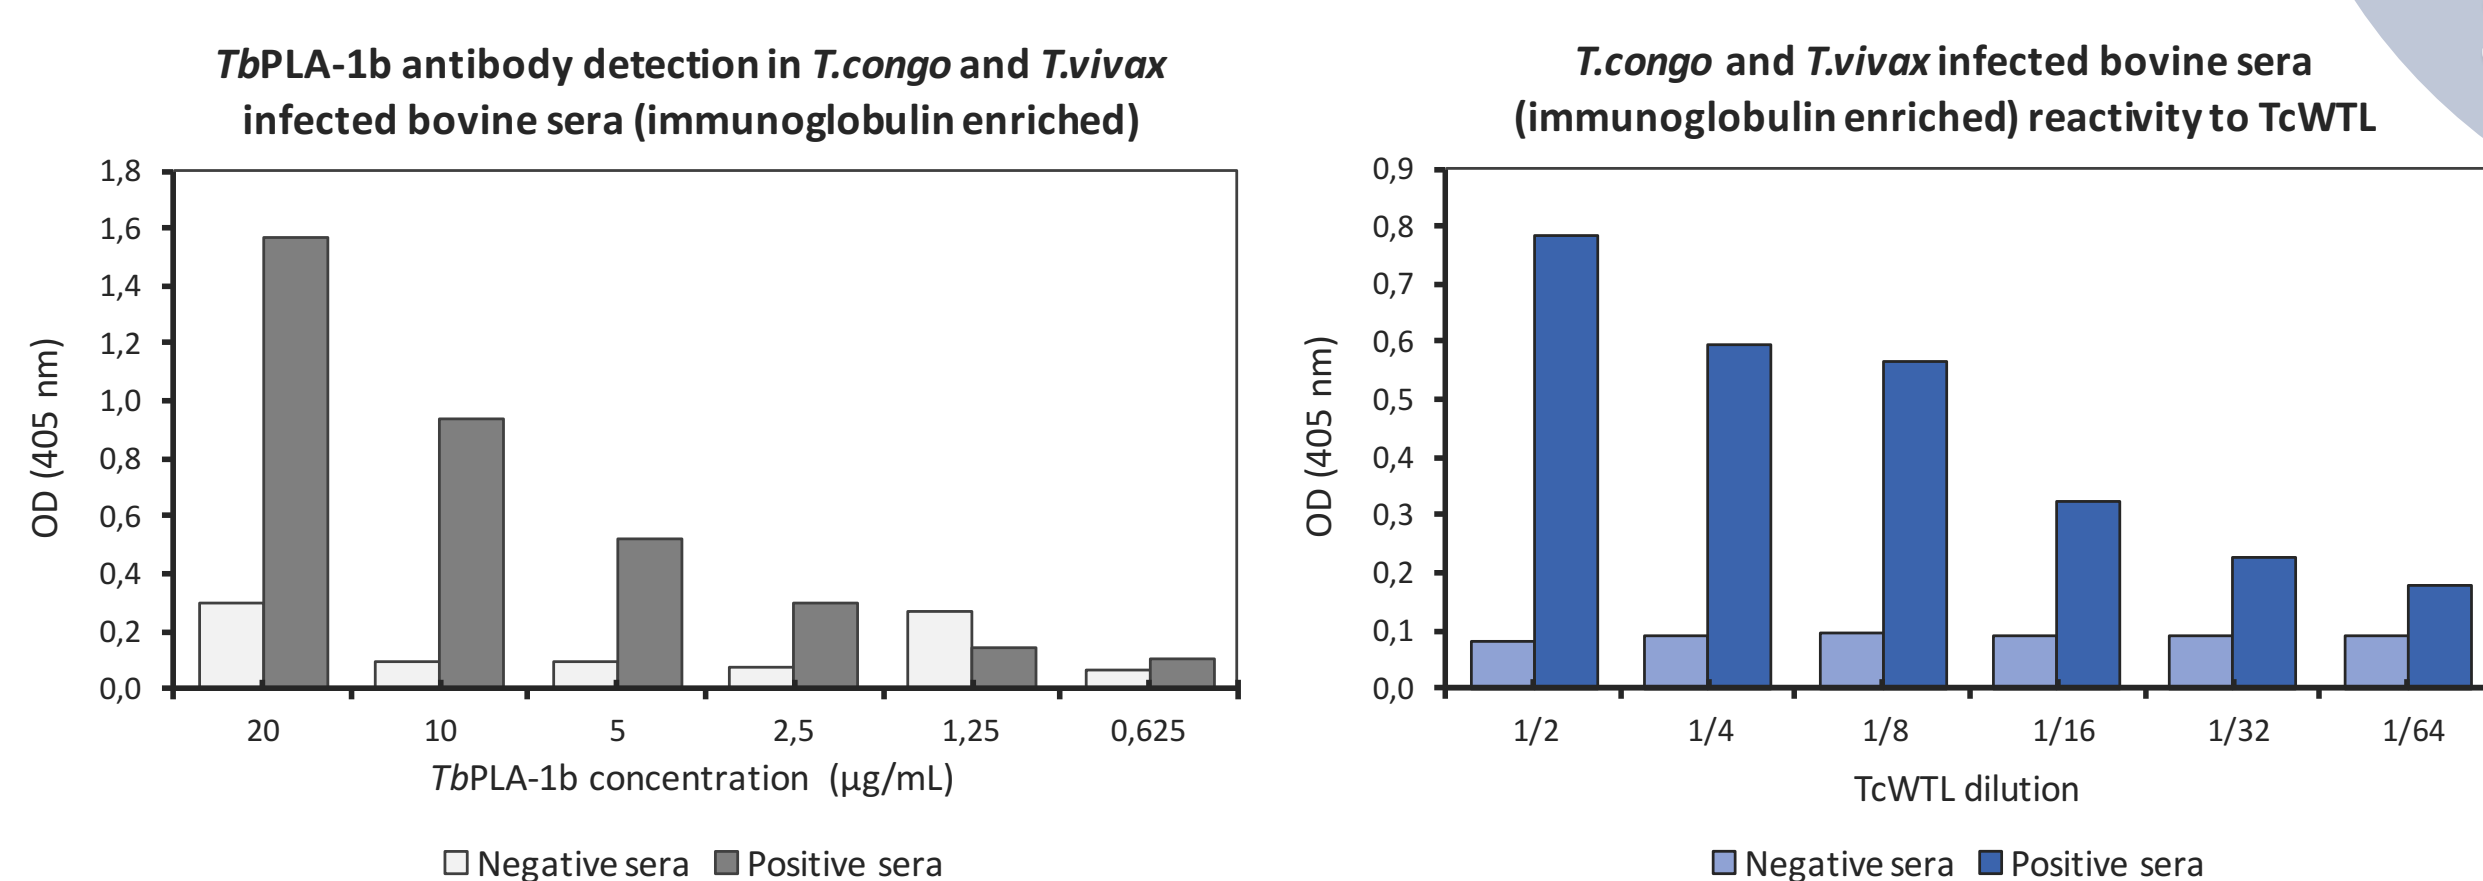 TbPLA-1b antibody detection in T.congo and T.vivax
infected bovine sera (immunoglobulin enriched)
1,8
1,6
1,4
1,2
1,0
0,8
0,6
0,4
0,2
0,0
OD (405 nm)
20 10 5 2,5 1,25 0,625
TbPLA-1b concentration (µg/mL)
Negative sera Positive sera
T.congo and T.vivax infected bovine sera
(immunoglobulin enriched) reactivity to TcWTL
0,9
0,8
0,7
0,6
0,5
0,4
0,3
0,2
0,1
0,0
OD (405 nm)
1/2 1/4 1/8 1/16 1/32 1/64
TcWTL dilution
Negative sera Positive sera